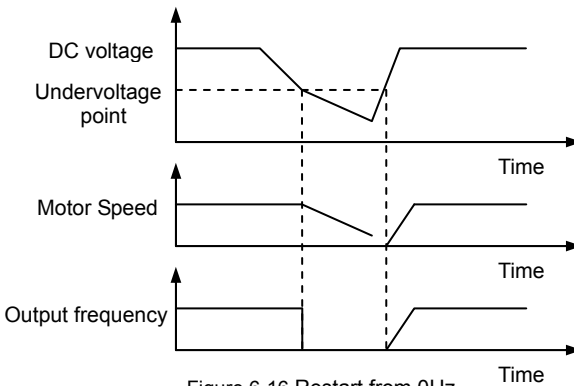 DC voltage
Undervoltage
point
Time
Motor Speed
Time
Output frequency
Time
Figure 6-16 Restart from 0Hz